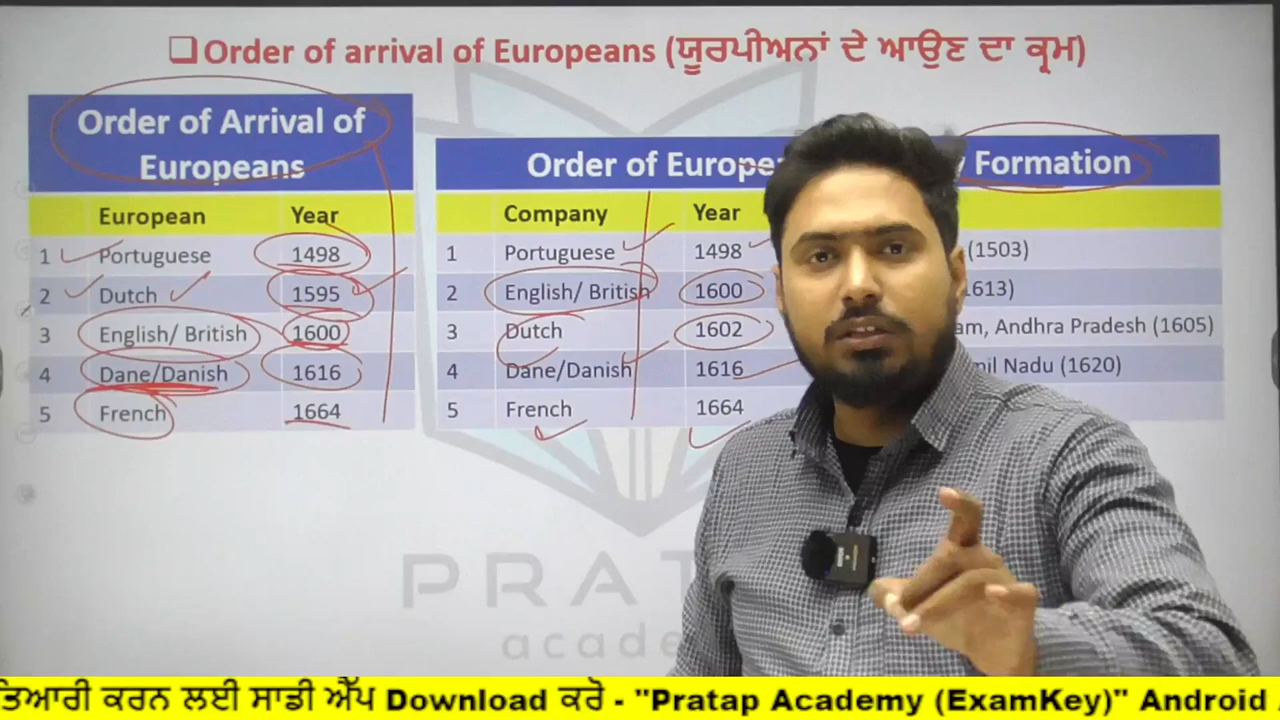 ❑Order of arrival of Europeans (ਯੂਰਪੀਅਨਾਂ ਦੇ ਆਉਣ ਦਾ ਕ੍ਰਮ)
Order of Arrival of
Europeans
European Year
1 Portuguese 1498
2 Dutch 1595
3 English/ British 1600
4 Dane/Danish 1616
5 French 1664
Order of Europe Formation
Company Year
1 Portuguese 1498 (1503)
2 English/ British 1600 1613)
3 Dutch 1602 am, Andhra Pradesh (1605)
4 Dane/Danish 1616 Nadu (1620)
5 French 1664
PRAT
acade
ਤਿਆਰੀ ਕਰਨ ਲਈ ਸਾਡੀ ਐੱਪ Download ਕਰੋ - "Pratap Academy (ExamKey)" Android